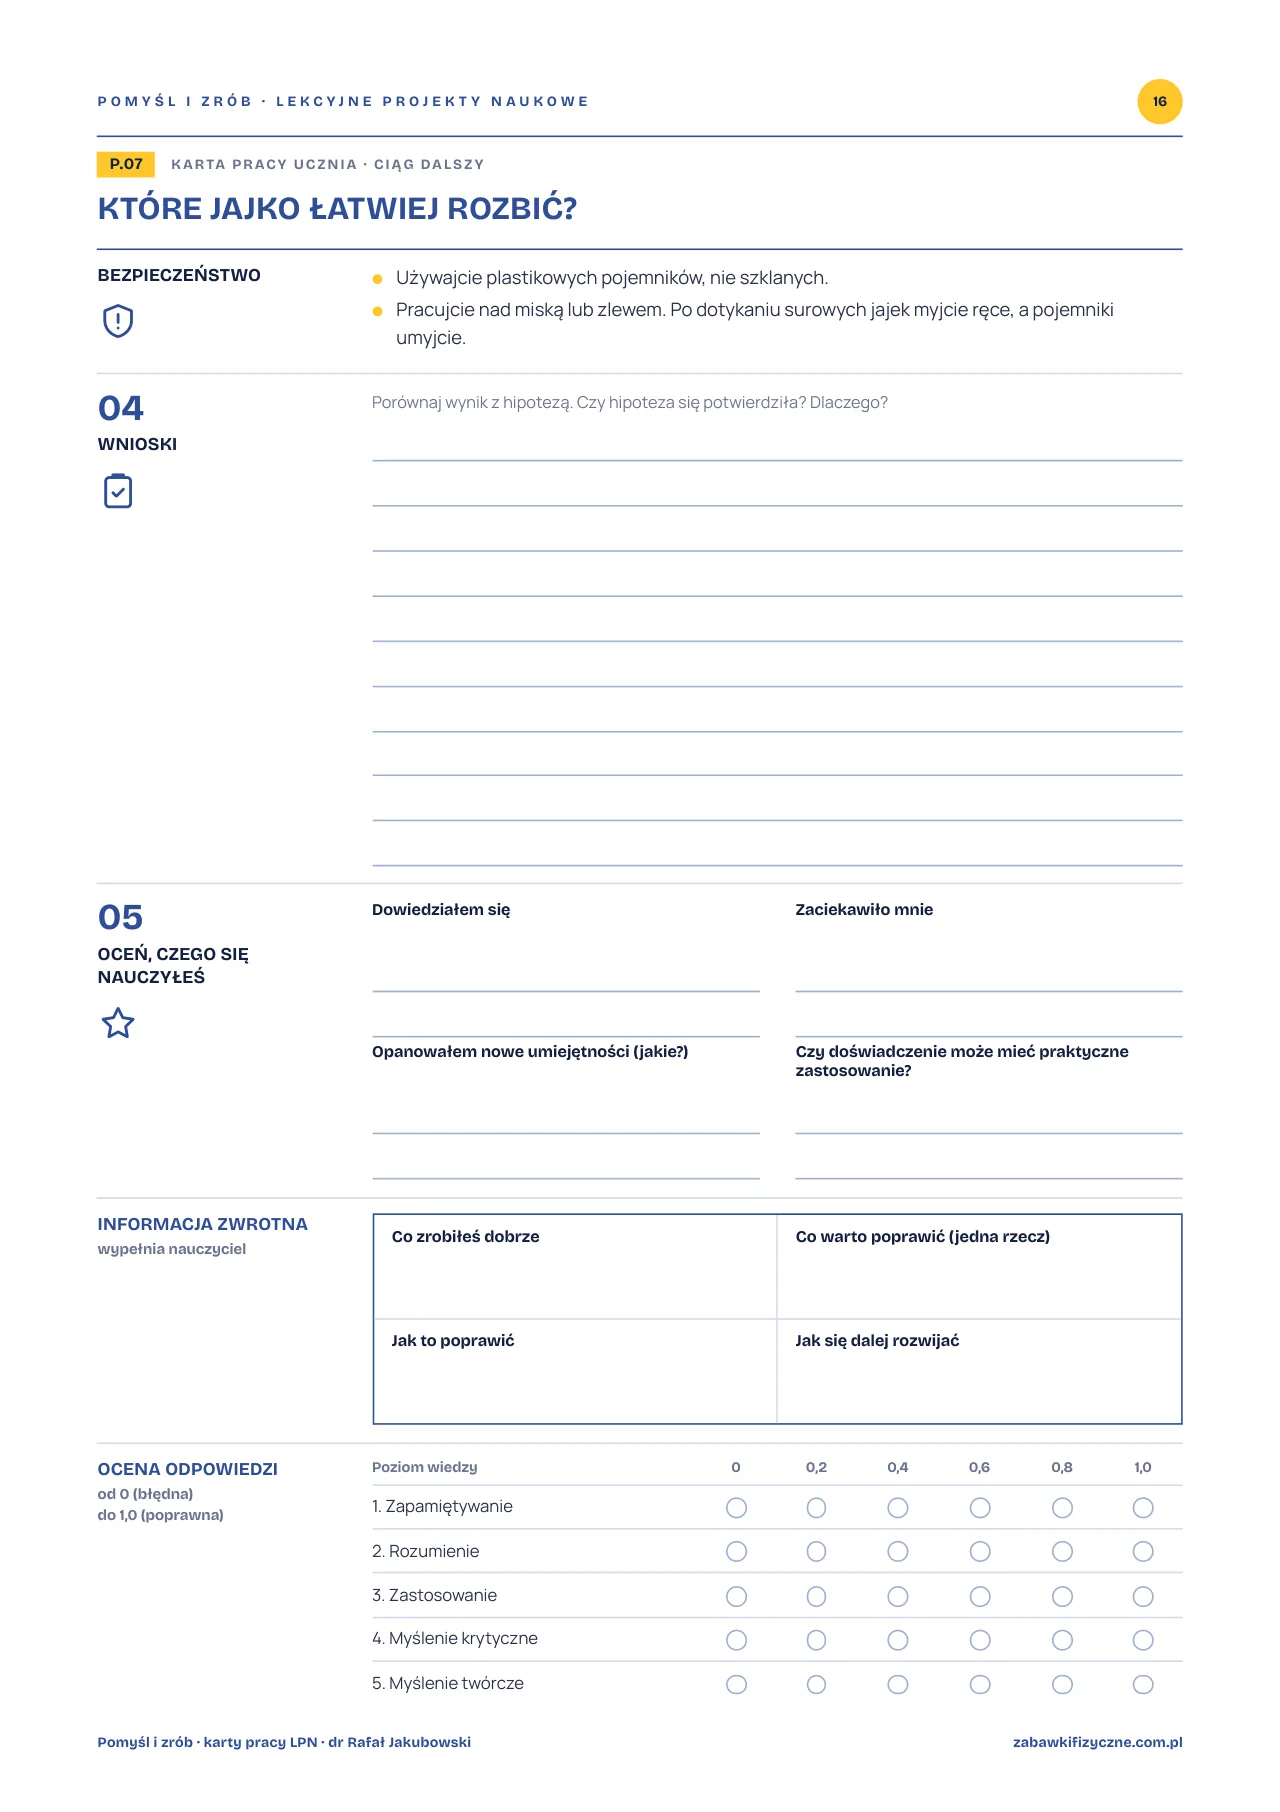 POMYŚL I ZRÓB · LEKCYJNE PROJEKTY NAUKOWE
16
P.07 KARTA PRACY UCZNIA · CIĄG DALSZY
KTÓRE JAJKO ŁATWIEJ ROZBIĆ?
BEZPIECZEŃSTWO
Używajcie plastikowych pojemników, nie szklanych.
Pracujcie nad miską lub zlewem. Po dotykaniu surowych jajek myjcie ręce, a pojemniki
umyjcie.
04
WNIOSKI
Porównaj wynik z hipotezą. Czy hipoteza się potwierdziła? Dlaczego?
05
OCEŃ, CZEGO SIĘ
NAUCZYŁEŚ
Dowiedziałem się
Zaciekawiło mnie
Opanowałem nowe umiejętności (jakie?)
Czy doświadczenie może mieć praktyczne
zastosowanie?
INFORMACJA ZWROTNA
wypełnia nauczyciel
Co zrobiłeś dobrze
Co warto poprawić (jedna rzecz)
Jak to poprawić
Jak się dalej rozwijać
OCENA ODPOWIEDZI
od 0 (błędna)
do 1,0 (poprawna)
Poziom wiedzy 0 0,2 0,4 0,6 0,8 1,0
1. Zapamiętywanie
2. Rozumienie
3. Zastosowanie
4. Myślenie krytyczne
5. Myślenie twórcze
Pomyśl i zrób · karty pracy LPN · dr Rafał Jakubowski
zabawkifizyczne.com.pl